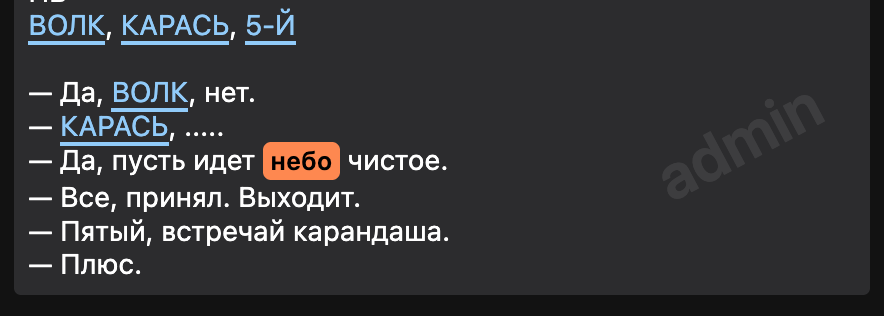 ВОЛК, КАРАСЬ, 5-Й
— Да, ВОЛК, нет.
— КАРАСЬ, .....
— Да, пусть идет небо чистое.
— Все, принял. Выходит.
— Пятый, встречай карандаша.
— Плюс.
admin